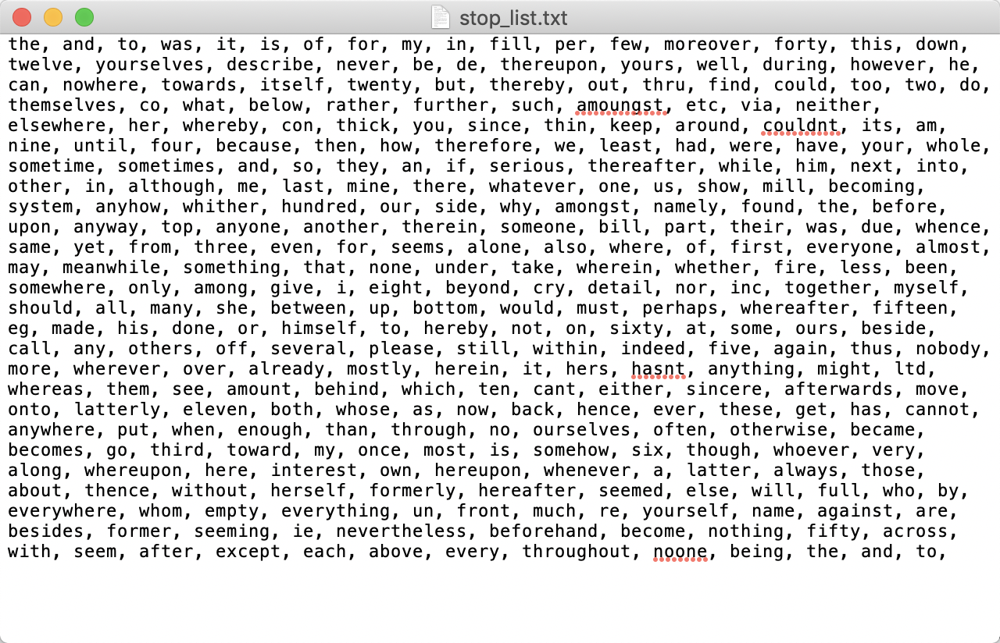 stop_list.txt
the, and, to, was, it, is, of, for, my, in, fill, per, few, moreover, forty, this, down,
twelve, yourselves, describe, never, be, de, thereupon, yours, well, during, however, he,
can, nowhere, towards, itself, twenty, but, thereby, out, thru, find, could, too, two, do,
themselves, co, what, below, rather, further, such, amoungst, etc, via, neither,
elsewhere, her, whereby, con, thick, you, since, thin, keep, around, couldnt, its, am,
nine, until, four, because, then, how, therefore, we, least, had, were, have, your, whole,
sometime, sometimes, and, so, they, an, if, serious, thereafter, while, him, next, into,
other, in, although, me, last, mine, there, whatever, one, us, show, mill, becoming,
system, anyhow, whither, hundred, our, side, why, amongst, namely, found, the, before,
upon, anyway, top, anyone, another, therein, someone, bill, part, their, was, due, whence,
same, yet, from, three, even, for, seems, alone, also, where, of, first, everyone, almost,
may, meanwhile, something, that, none, under, take, wherein, whether, fire, less, been,
somewhere, only, among, give, i, eight, beyond, cry, detail, nor, inc, together, myself,
should, all, many, she, between, up, bottom, would, must, perhaps, whereafter, fifteen,
eg, made, his, done, or, himself, to, hereby, not, on, sixty, at, some, ours, beside,
call, any, others, off, several, please, still, within, indeed, five, again, thus, nobody,
more, wherever, over, already, mostly, herein, it, hers, hasnt, anything, might, ltd,
whereas, them, see, amount, behind, which, ten, cant, either, sincere, afterwards, move,
onto, latterly, eleven, both, whose, as, now, back, hence, ever, these, get, has, cannot,
anywhere, put, when, enough, than, through, no, ourselves, often, otherwise, became,
becomes, go, third, toward, my, once, most, is, somehow, six, though, whoever, very,
along, whereupon, here, interest, own, hereupon, whenever, a, latter, always, those,
about, thence, without, herself, formerly, hereafter, seemed, else, will, full, who, by,
everywhere, whom, empty, everything, un, front, much, re, yourself, name, against, are,
besides, former, seeming, ie, nevertheless, beforehand, become, nothing, fifty, across,
with, seem, after, except, each, above, every, throughout, noone, being, the, and, to,